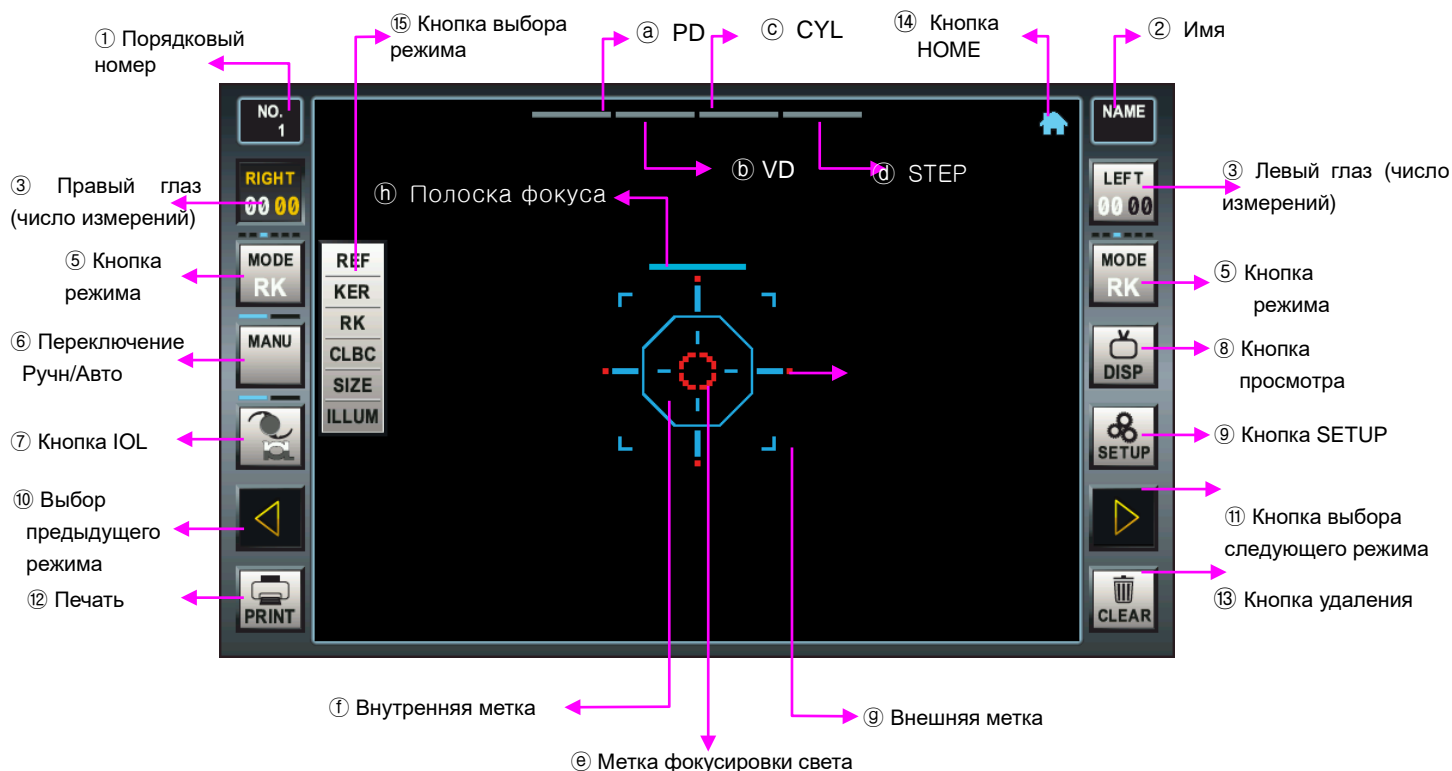 ① Порядковый
номер
⑮ Кнопка выбора
режима
ⓐ PD
ⓒ CYL
⑭ Кнопка
HOME
② Имя
NO.
1
NAME
ⓑ VD
ⓓ STEP
③ Правый глаз
(число измерений)
RIGHT
00 00
ⓗ Полоска фокуса
LEFT
00 00
③ Левый глаз (число
измерений)
⑤ Кнопка
режима
MODE
RK
REF
KER
RK
CLBC
SIZE
ILLUM
MODE
RK
⑤ Кнопка
режима
⑥ Переключение
Ручн/Авто
MANU
DISP
⑧ Кнопка
просмотра
⑦ Кнопка IOL
IOL
SETUP
⑨ Кнопка SETUP
⑩ Выбор
предыдущего
режима
⑪ Кнопка выбора
следующего режима
⑫ Печать
PRINT
CLEAR
⑬ Кнопка удаления
ⓕ Внутренняя метка
ⓖ Внешняя метка
ⓔ Метка фокусировки света